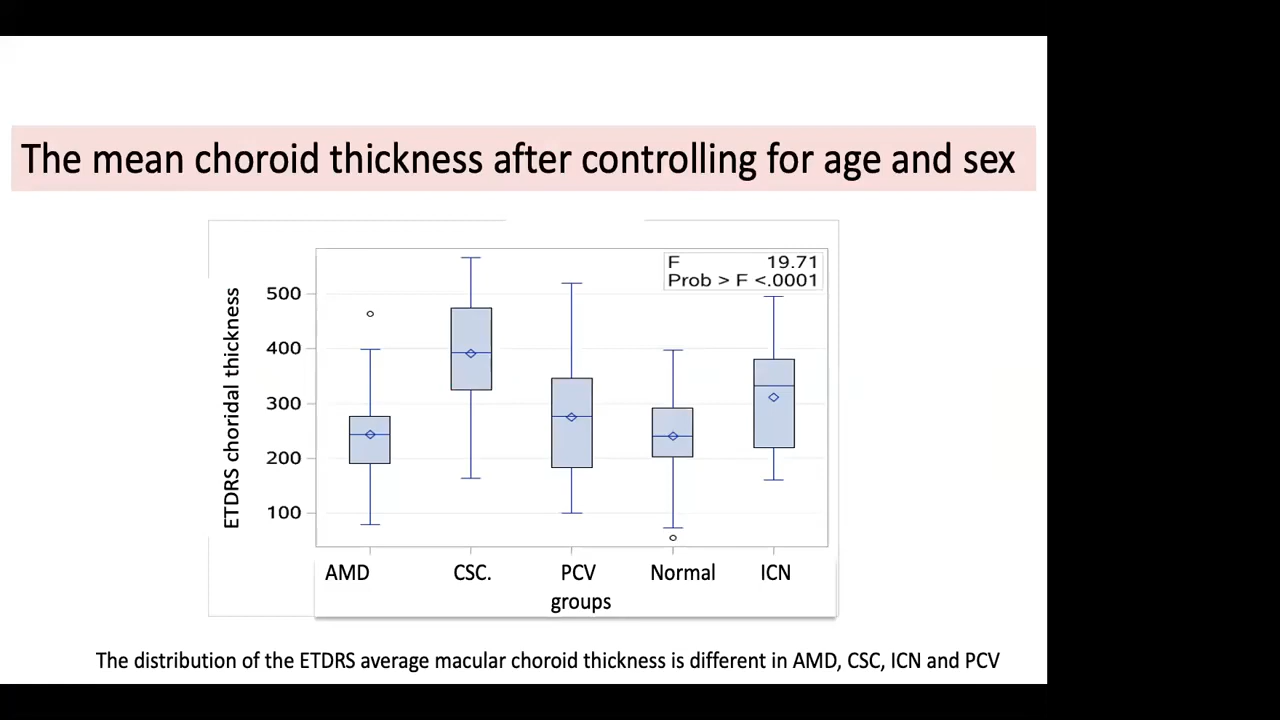 The mean choroid thickness after controlling for age and sex
F 19.71
Prob > F <.0001
ETDRS choridal thickness
500
400
300
200
100
AMD CSC. PCV Normal ICN
groups
The distribution of the ETDRS average macular choroid thickness is different in AMD, CSC, ICN and PCV